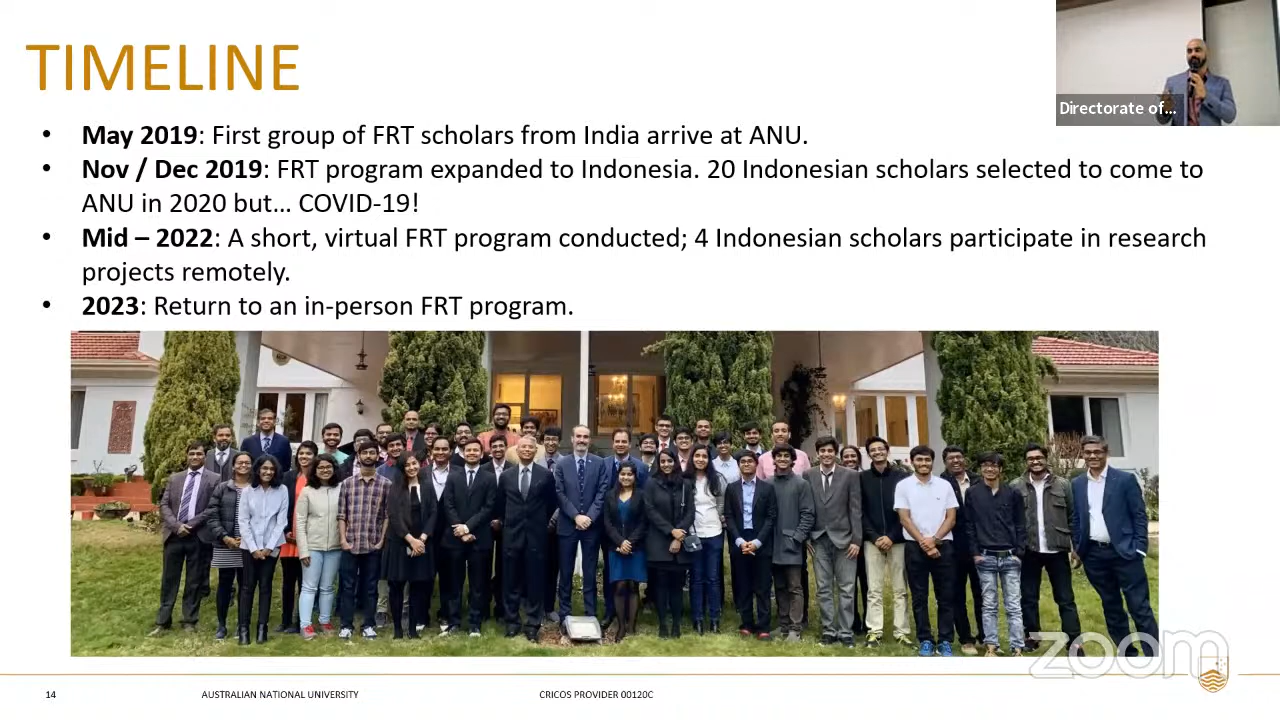 TIMELINE
Directorate of...
• May 2019: First group of FRT scholars from India arrive at ANU.
• Nov / Dec 2019: FRT program expanded to Indonesia. 20 Indonesian scholars selected to come to
ANU in 2020 but... COVID-19!
• Mid – 2022: A short, virtual FRT program conducted; 4 Indonesian scholars participate in research
projects remotely.
• 2023: Return to an in-person FRT program.
zoom
14 AUSTRALIAN NATIONAL UNIVERSITY CRICOS PROVIDER 00120C